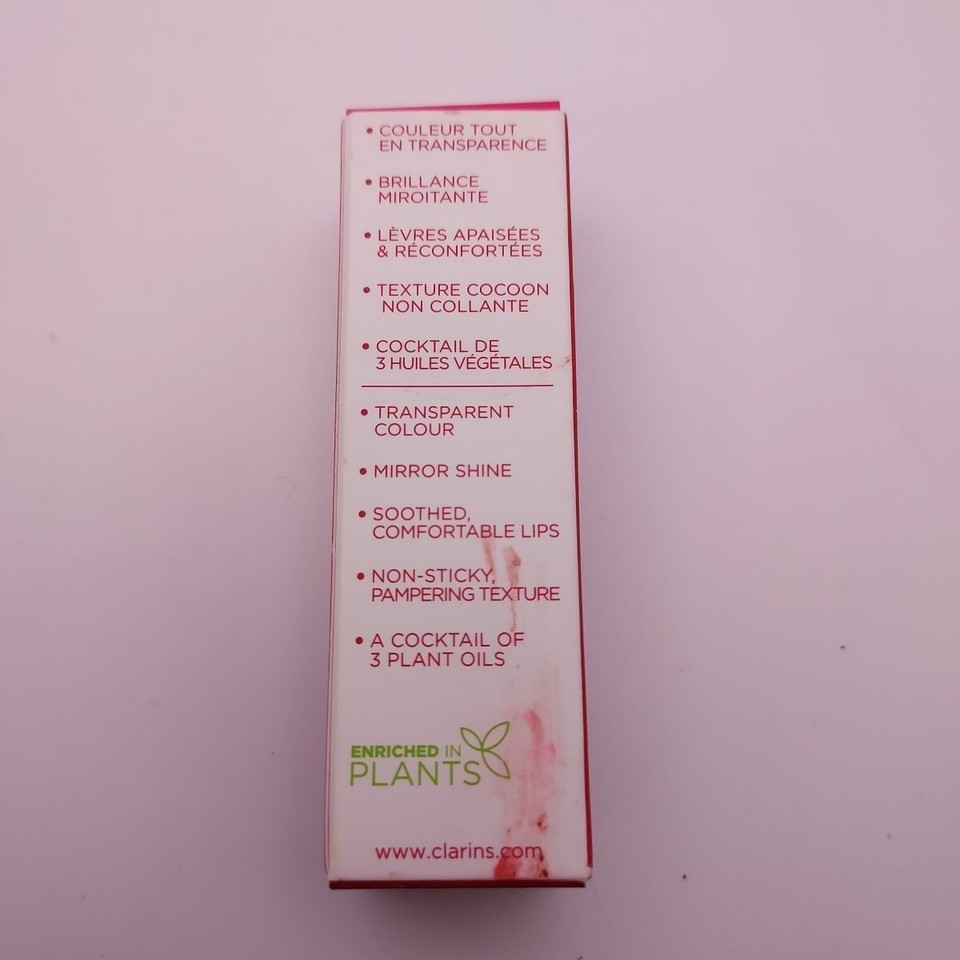 • COULEUR TOUT
EN TRANSPARENCE
• BRILLANCE
MIROITANTE
• LÈVRES APAISÉES
& RÉCONFORTÉES
• TEXTURE COCOON
NON COLLANTE
• COCKTAIL DE
3 HUILES VÉGÉTALES
• TRANSPARENT
COLOUR
• MIRROR SHINE
• SOOTHED,
COMFORTABLE LIPS
• NON-STICKY,
PAMPERING TEXTURE
• A COCKTAIL OF
3 PLANT OILS
ENRICHED IN
PLANTS
www.clarins.com